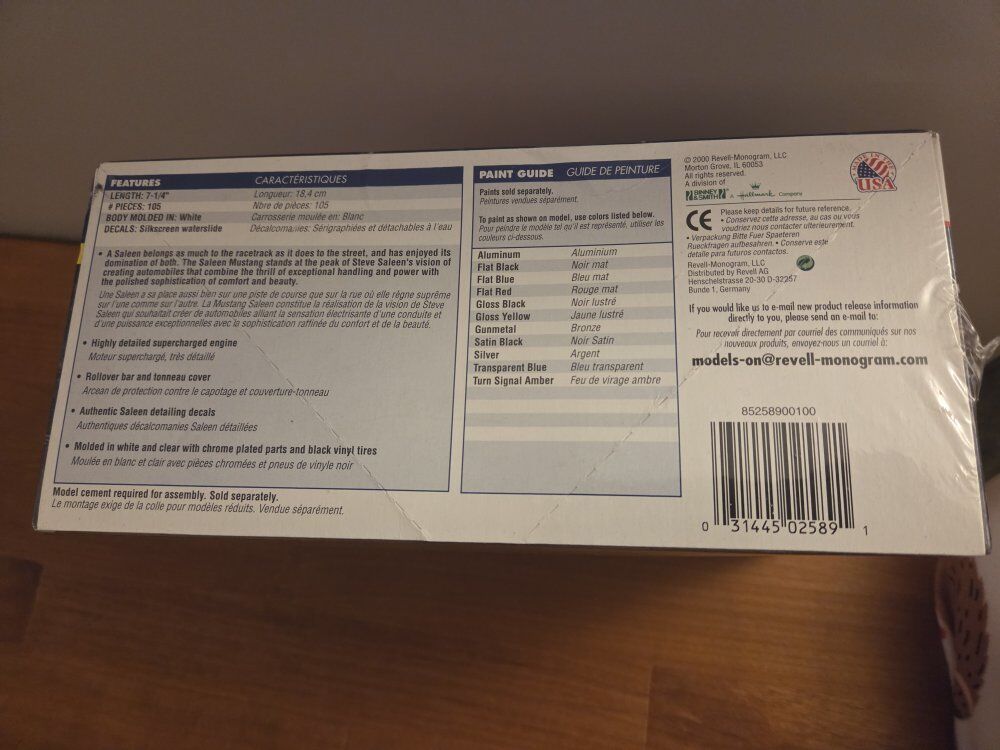 FEATURES CARACTÉRISTIQUES
LENGTH: 7-1/4" Longueur: 18,4 cm
# PIECES: 105 Nbre de pièces: 105
BODY MOLDED IN: White Carrosserie moulée en: Blanc
DECALS: Silkscreen waterslide Décalcomanies: Sérigraphiées et détachables à l'eau
• A Saleen belongs as much to the racetrack as it does to the street, and has enjoyed its
domination of both. The Saleen Mustang stands at the peak of Steve Saleen's vision of
creating automobiles that combine the thrill of exceptional handling and power with
the polished sophistication of comfort and beauty.
Une Saleen a sa place aussi bien sur une piste de course que sur la rue où elle règne suprême
sur l'une comme sur l'autre. La Mustang Saleen constitue la réalisation de la vision de Steve
Saleen qui souhaitait créer de automobiles alliant la sensation électrisante d'une conduite et
d'une puissance exceptionnelles avec la sophistication raffinée du confort et de la beauté.
• Highly detailed supercharged engine
Moteur superchargé, très détaillé
• Rollover bar and tonneau cover
Arcean de protection contre le capotage et couverture-tonneau
• Authentic Saleen detailing decals
Authentiques décalcomanies Saleen détaillées
• Molded in white and clear with chrome plated parts and black vinyl tires
Moulée en blanc et clair avec pièces chromées et pneus de vinyle noir
Model cement required for assembly. Sold separately.
Le montage exige de la colle pour modèles réduits. Vendue séparément.
PAINT GUIDE GUIDE DE PEINTURE
Paints sold separately.
Peintures vendues séparément.
To paint as shown on model, use colors listed below.
Pour peindre le modèle tel qu'il est représenté, utiliser les
couleurs ci-dessous.
Aluminum Aluminium
Flat Black Noir mat
Flat Blue Bleu mat
Flat Red Rouge mat
Gloss Black Noir lustré
Gloss Yellow Jaune lustré
Gunmetal Bronze
Satin Black Noir Satin
Silver Argent
Transparent Blue Bleu transparent
Turn Signal Amber Feu de virage ambre
© 2000 Revell-Monogram, LLC
Morton Grove, IL 60053
All rights reserved.
A division of
BINNEY & SMITH A Hallmark Company
MADE IN THE USA
CE
Please keep details for future reference.
• Conservez cette adresse, au cas ou vous
voudriez nous contacter ulterieurement.
• Verpackung Bitte Fuer Spaeteren
Rueckfragen aufbesahren. • Conserve este
detalle para futuros contactos.
Revell-Monogram, LLC
Distributed by Revell AG
Henschelstrasse 20-30 D-32257
Bunde 1, Germany
If you would like us to e-mail new product release information
directly to you, please send an e-mail to:
Pour recevoir directement par courriel des communiqués sur nos
nouveaux produits, envoyez-nous un courriel à:
models-on@revell-monogram.com
85258900100
0 31445 02589 1